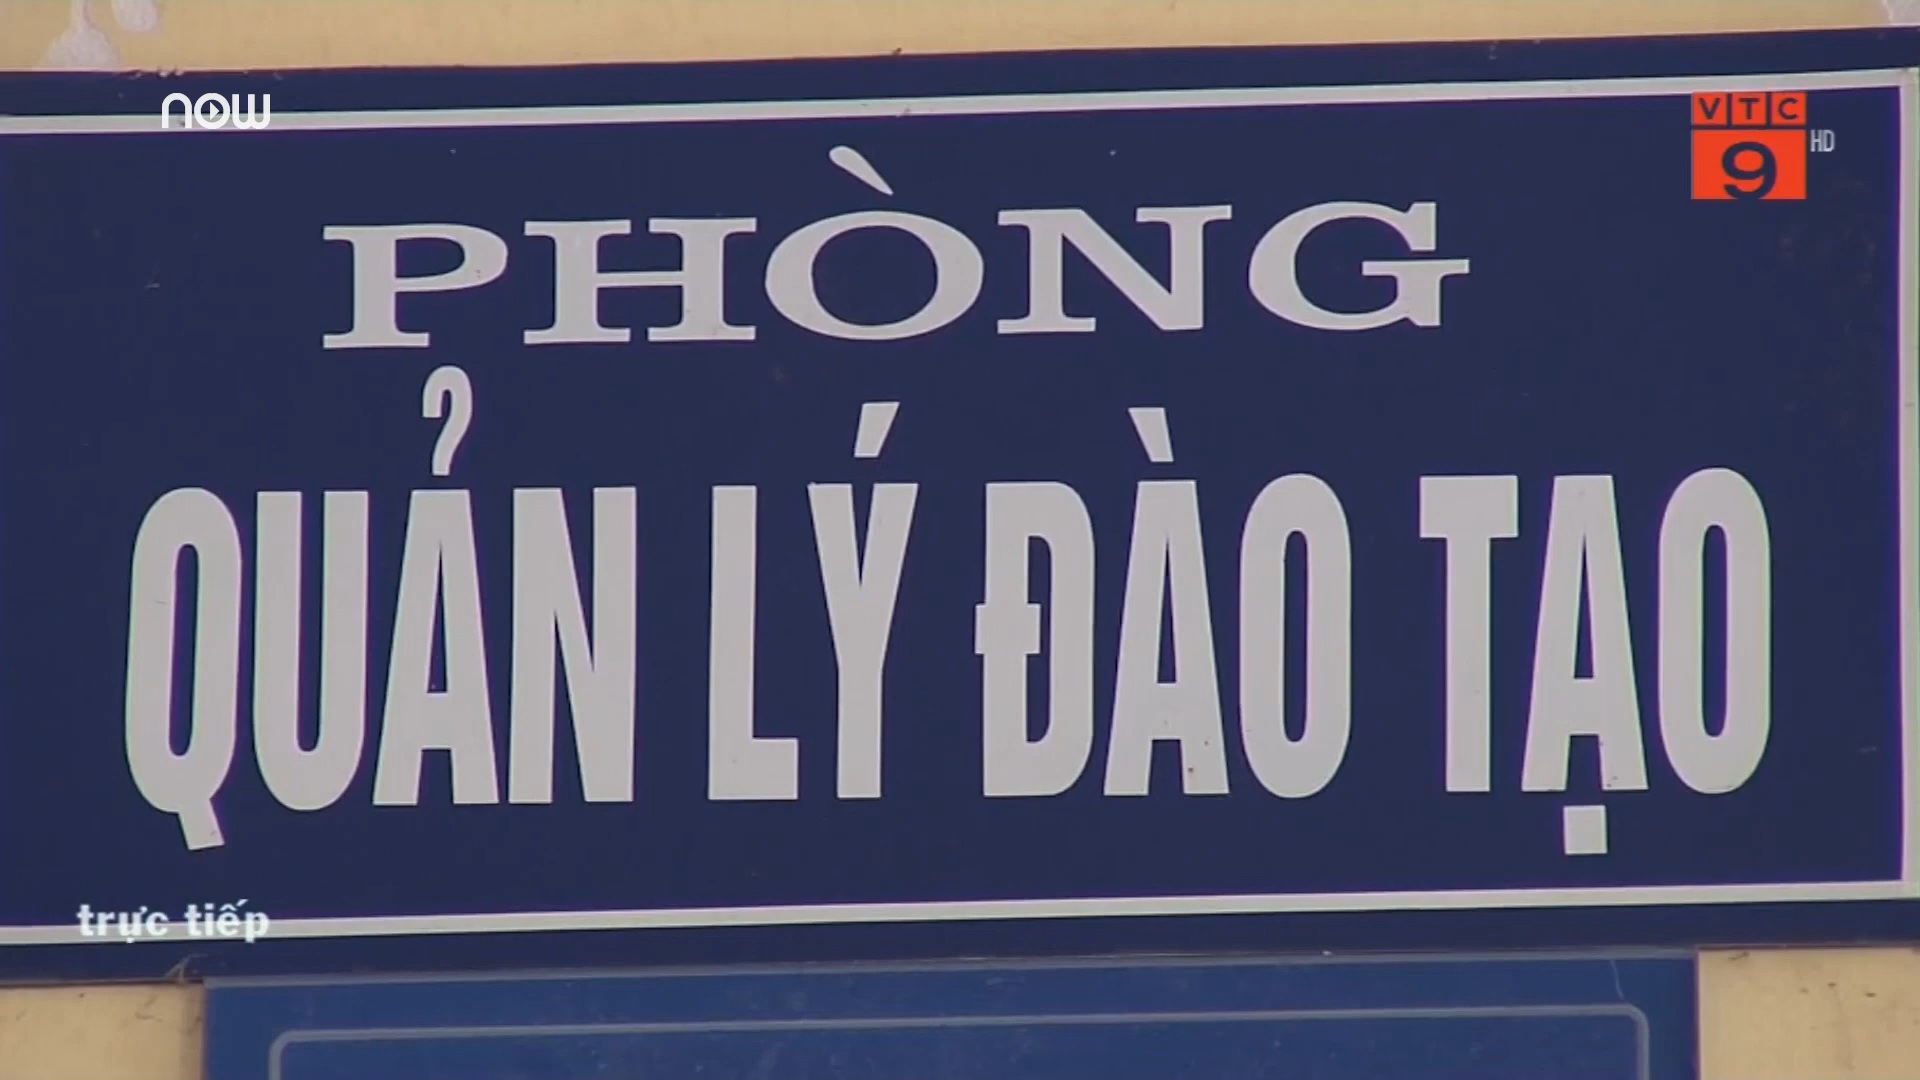 now
VTC
9
HD
PHÒNG
QUẢN LÝ ĐÀO TẠO
trực tiếp